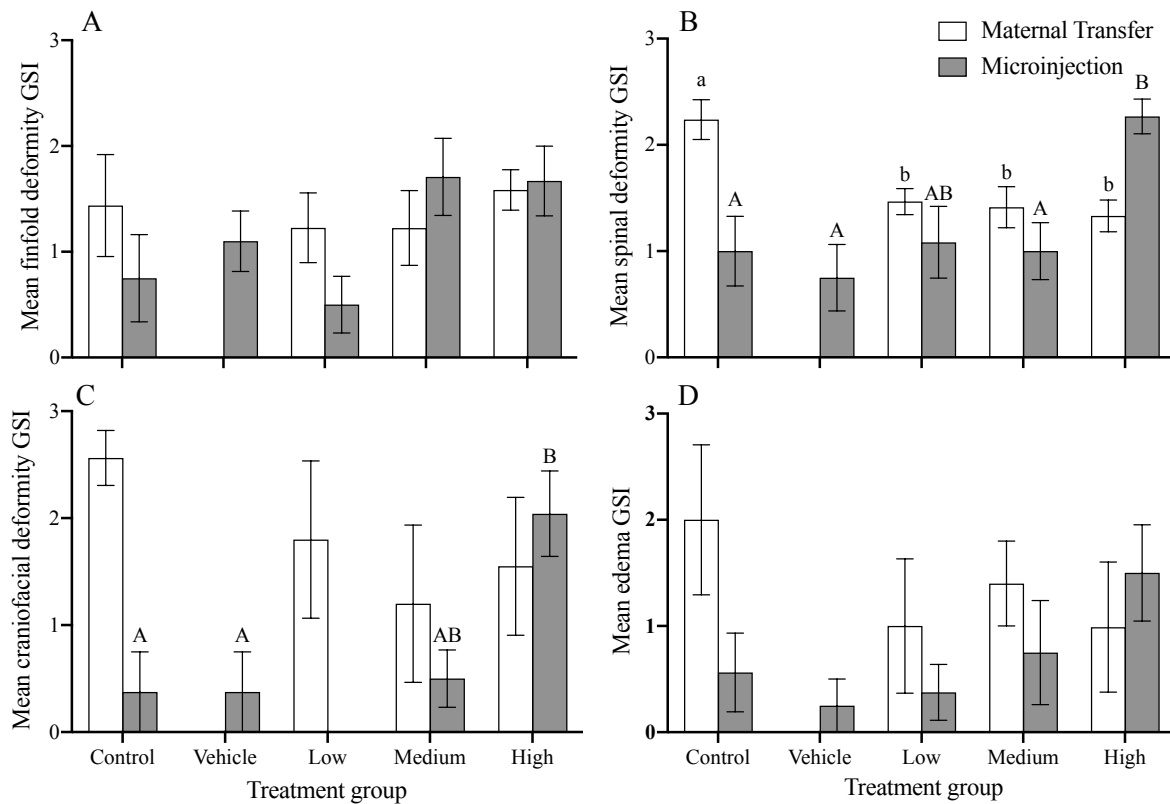 A
3
2
1
0
Mean finfold deformity GSI
B
Maternal Transfer
Microinjection
3
2
1
0
Mean spinal deformity GSI
a
A
A
b
AB
b
A
b
B
C
3
2
1
0
Mean craniofacial deformity GSI
A
A
AB
B
Control Vehicle Low Medium High
Treatment group
D
3
2
1
0
Mean edema GSI
Control Vehicle Low Medium High
Treatment group